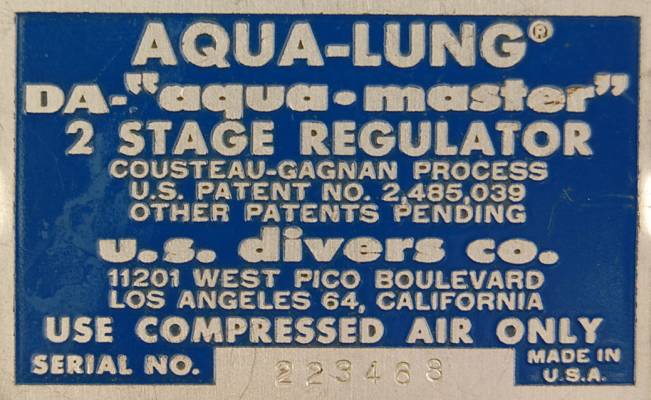 AQUA-LUNG®
DA-"aqua-master"
2 STAGE REGULATOR
COUSTEAU-GAGNAN PROCESS
U.S. PATENT NO. 2,485,039
OTHER PATENTS PENDING
u.s. divers co.
11201 WEST PICO BOULEVARD
LOS ANGELES 64, CALIFORNIA
USE COMPRESSED AIR ONLY
SERIAL NO. 223468
MADE IN
U.S.A.